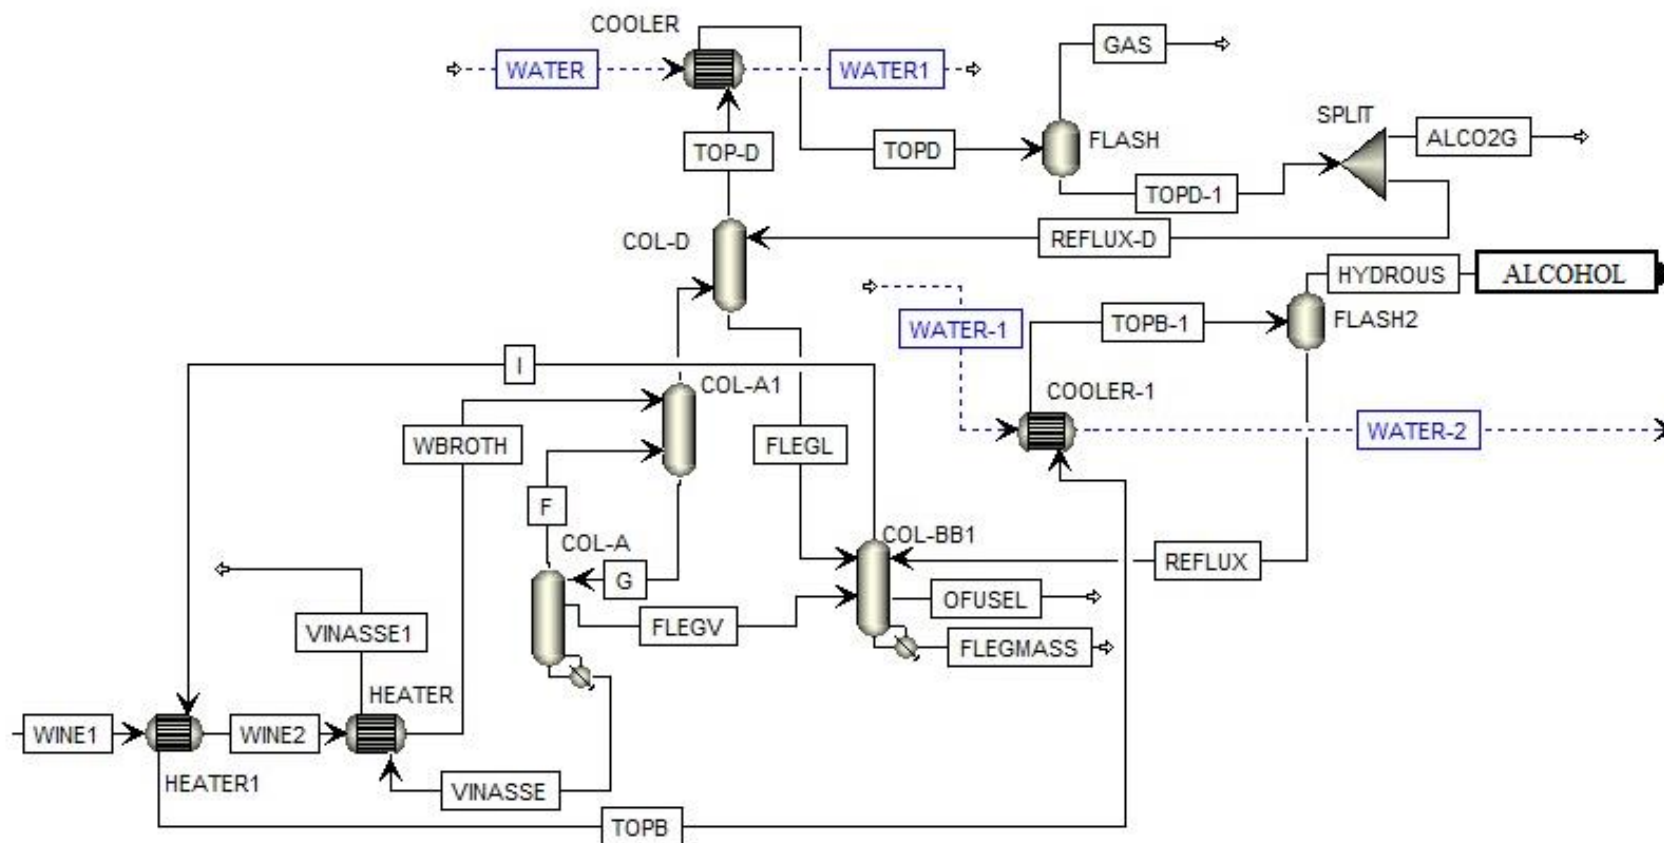 COOLER
GAS
WATER
WATER1
SPLIT
ALCO2G
TOP-D
TOPD
FLASH
TOPD-1
COL-D
REFLUX-D
HYDROUS
ALCOHOL
WATER-1
TOPB-1
FLASH2
I
COL-A1
COOLER-1
WBROTH
FLEGL
WATER-2
F
COL-A
COL-BB1
G
REFLUX
OFUSEL
VINASSE1
FLEGV
FLEGMASS
HEATER
WINE1
WINE2
HEATER1
VINASSE
TOPB